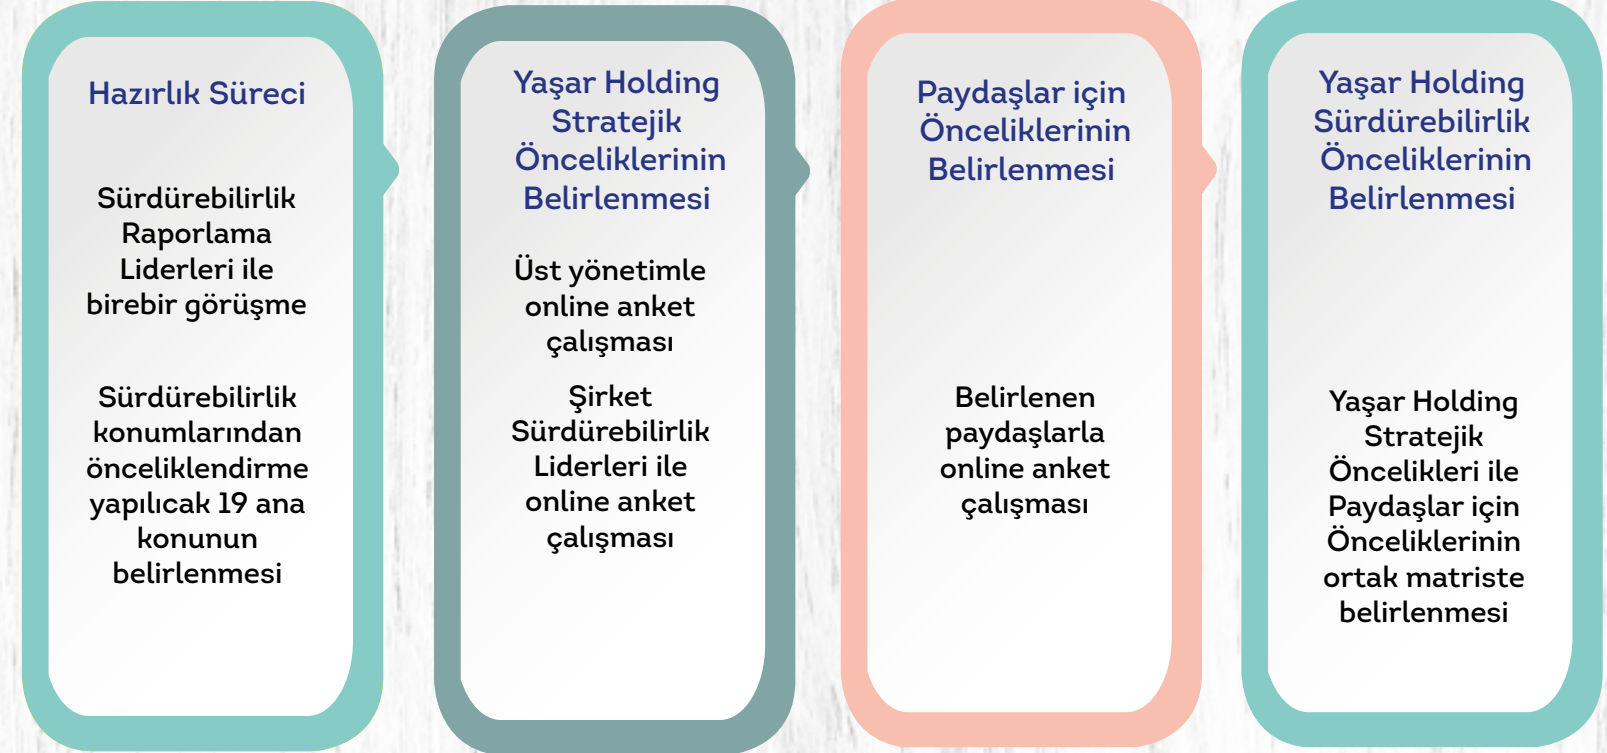 Hazırlık Süreci
Sürdürebilirlik
Raporlama
Liderleri ile
birebir görüşme
Sürdürebilirlik
konumlarından
önceliklendirme
yapılıcak 19 ana
konunun
belirlenmesi
Yaşar Holding
Stratejik
Önceliklerinin
Belirlenmesi
Üst yönetimle
online anket
çalışması
Şirket
Sürdürebilirlik
Liderleri ile
online anket
çalışması
Paydaşlar için
Önceliklerinin
Belirlenmesi
Belirlenen
paydaşlarla
online anket
çalışması
Yaşar Holding
Sürdürebilirlik
Önceliklerinin
Belirlenmesi
Yaşar Holding
Stratejik
Öncelikleri ile
Paydaşlar için
Önceliklerinin
ortak matriste
belirlenmesi